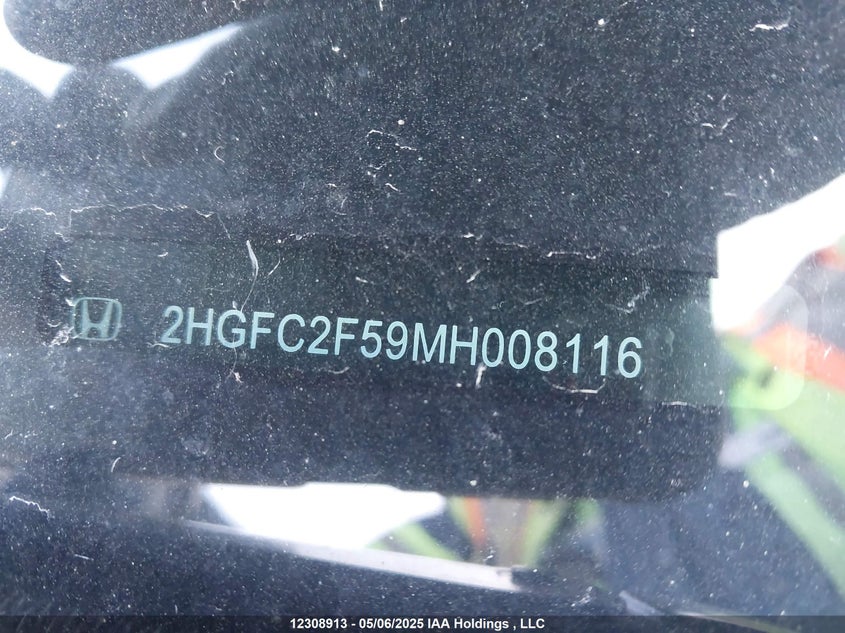 2HGFC2F59MH008116
12308913 - 05/06/2025 IAA Holdings , LLC